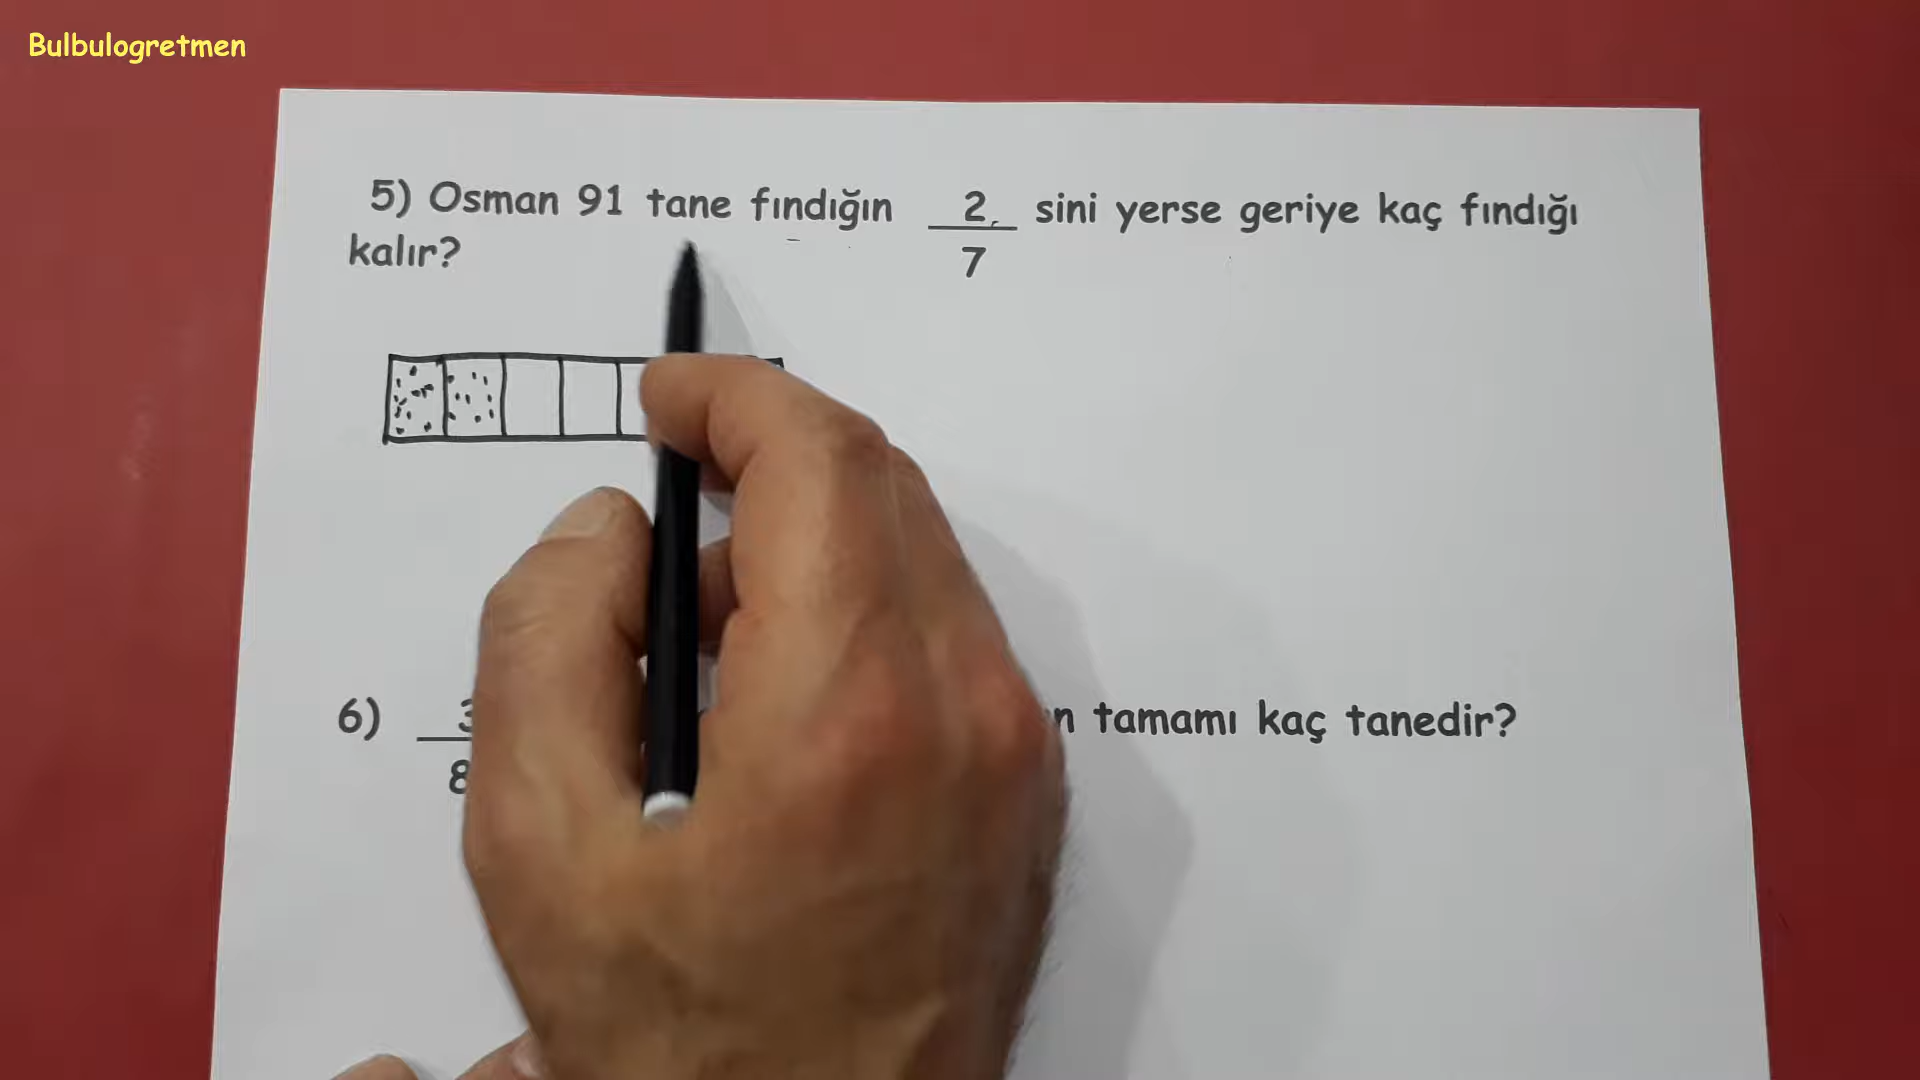 Bulbulogretmen
5) Osman 91 tane fındığın 2 sini yerse geriye kaç fındığı
7
kalır?
6) 3 tamamı kaç tanedir?
8